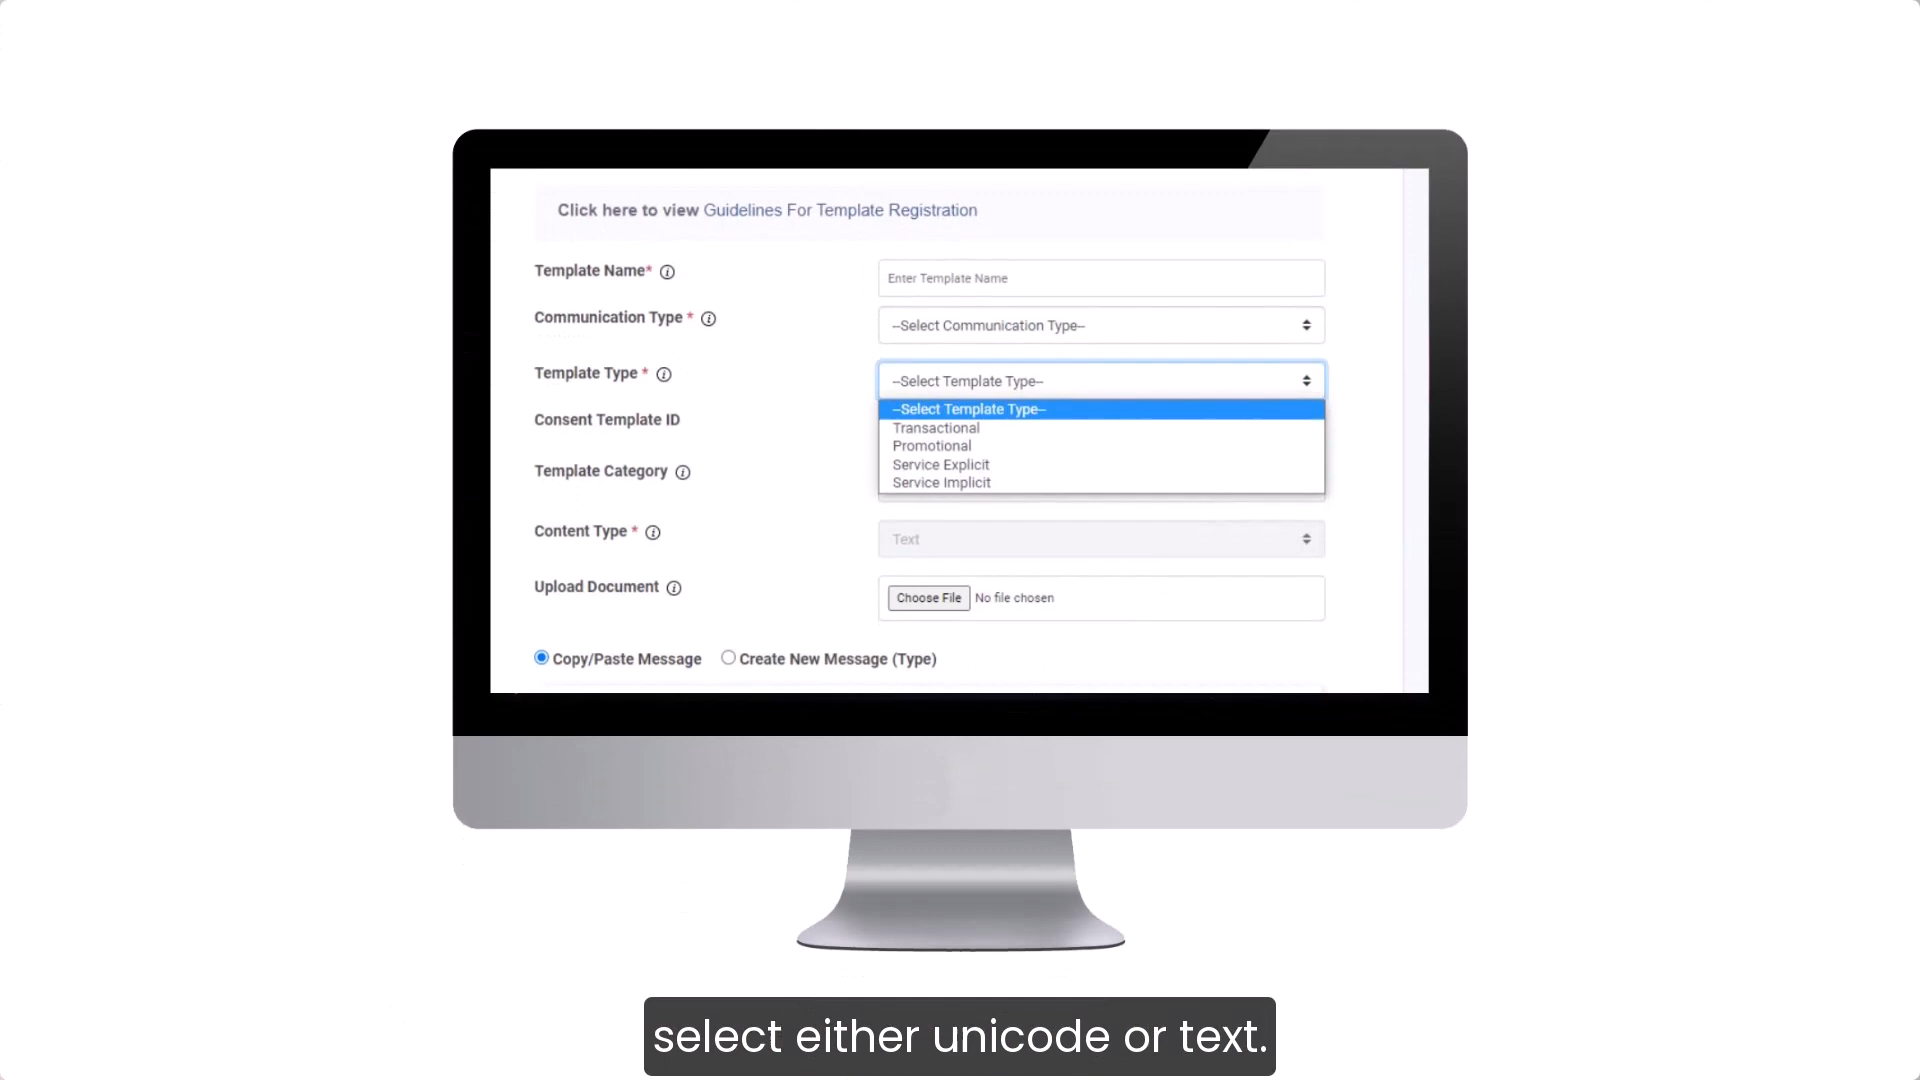 Click here to view Guidelines For Template Registration
Template Name* Enter Template Name
Communication Type * --Select Communication Type--
Template Type * --Select Template Type--
--Select Template Type--
Consent Template ID
Transactional
Promotional
Service Explicit
Template Category
Service Implicit
Content Type * Text
Upload Document Choose File No file chosen
Copy/Paste Message Create New Message (Type)
select either unicode or text.